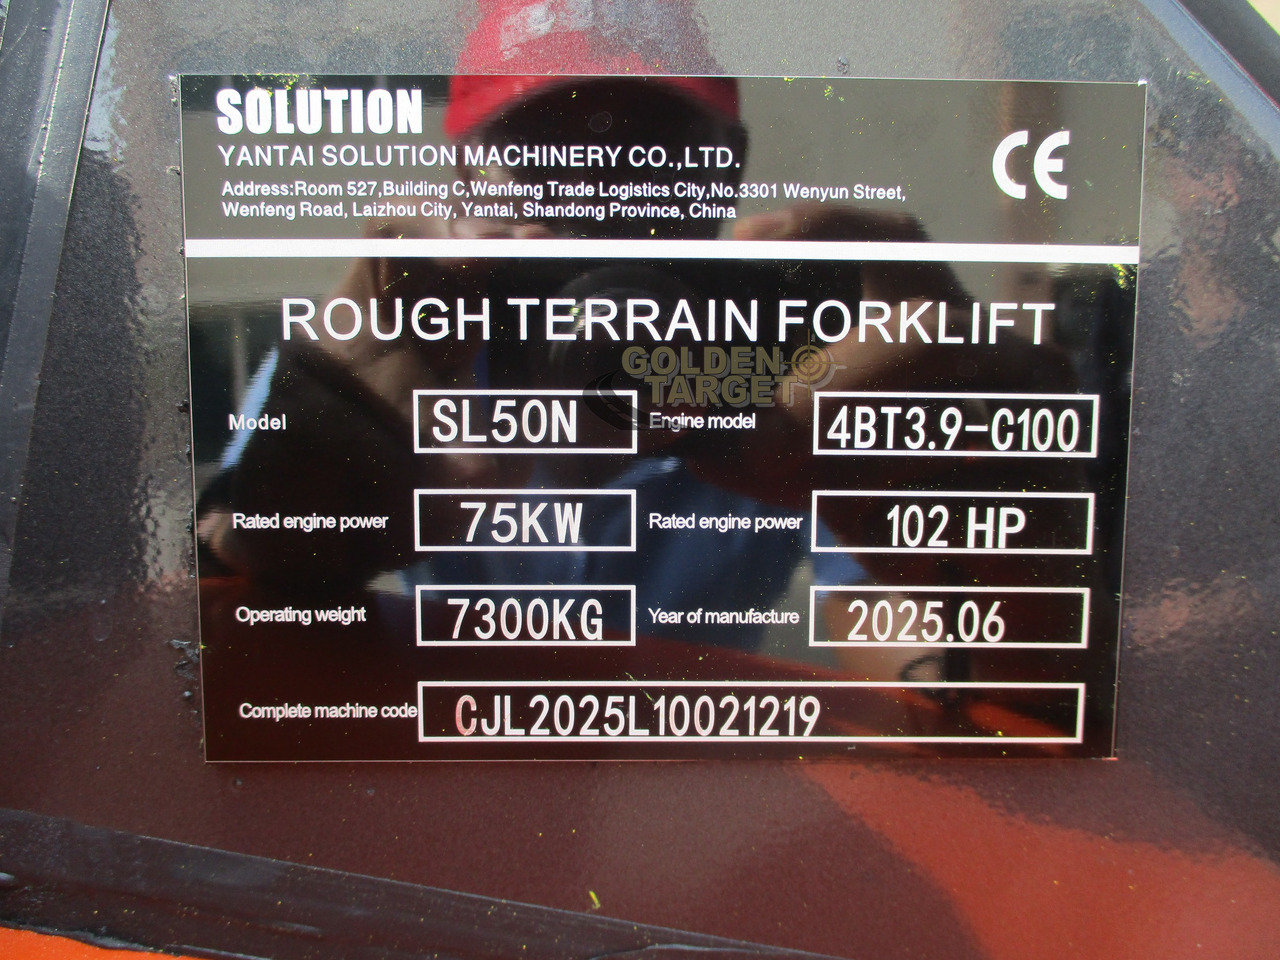 SOLUTION
YANTAI SOLUTION MACHINERY CO.,LTD.
Address:Room 527,Building C,Wenfeng Trade Logistics City,No.3301 Wenyun Street,
Wenfeng Road, Laizhou City, Yantai, Shandong Province, China
CE
ROUGH TERRAIN FORKLIFT
GOLDEN
TARGET
Model SL50N Engine model 4BT3.9-C100
Rated engine power 75KW Rated engine power 102 HP
Operating weight 7300KG Year of manufacture 2025.06
Complete machine code CJL2025L10021219